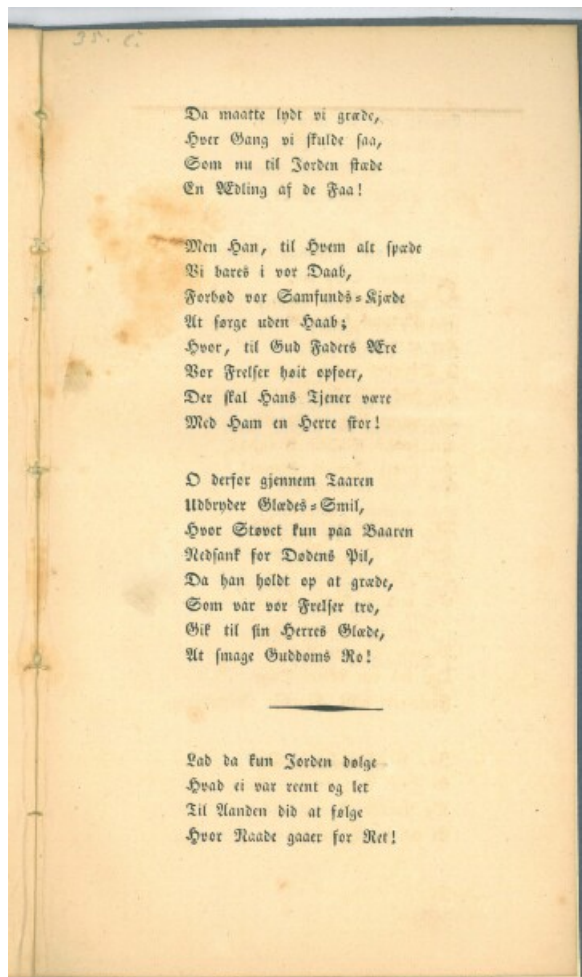 35. C.
Da maatte lydt vi græde,
Hver Gang vi skulde saa,
Som nu til Jorden stæde
En Ædling af de Faa!
Men Han, til Hvem alt spæde
Vi bares i vor Daab,
Forbød vor Samfunds-Kjæde
At sørge uden Haab;
Hvor, til Gud Faders Ære
Vor Frelser høit opfoer,
Der skal Hans Tjener være
Med Ham en Herre stor!
O derfor gjennem Taaren
Udbryder Glædes-Smil,
Hvor Støvet kun paa Baaren
Nedsank for Dødens Pil,
Da han holdt op at græde,
Som var vor Frelser tro,
Gik til sin Herres Glæde,
At smage Guddoms Ro!
Lad da kun Jorden dølge
Hvad ei var reent og let
Til Aanden did at følge
Hvor Naade gaaer for Ret!